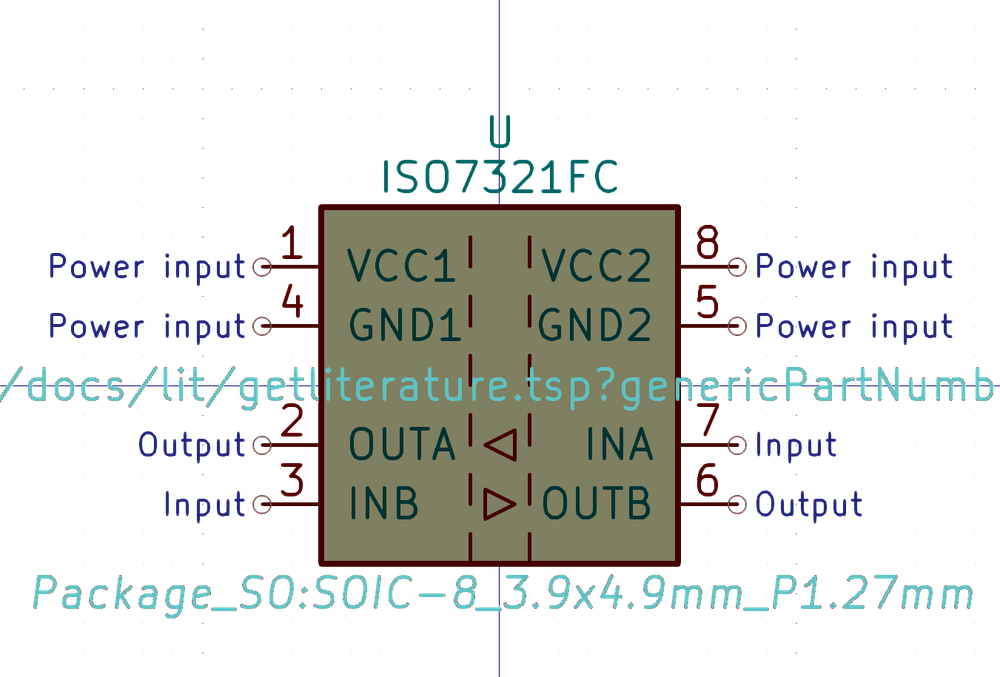 U
ISO7321FC
Power input 1 VCC1 VCC2 8 Power input
Power input 4 GND1 GND2 5 Power input
/docs/lit/getliterature.tsp?genericPartNumb
Output 2 OUTA INA 7 Input
Input 3 INB OUTB 6 Output
Package_SO:SOIC-8_3.9x4.9mm_P1.27mm